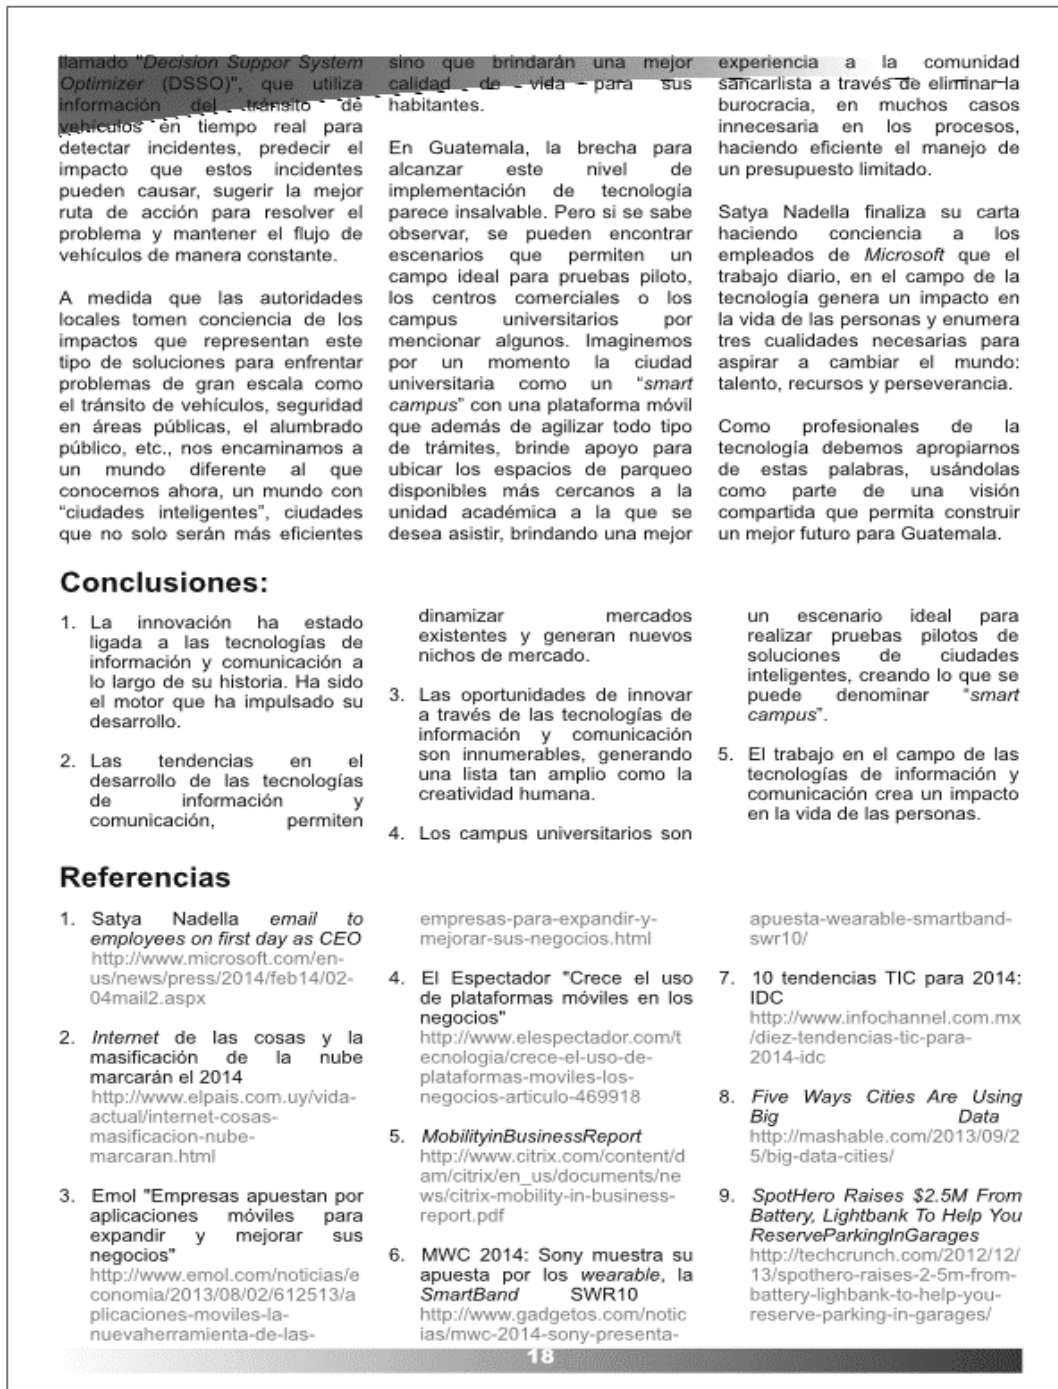 llamado "Decision Suppor System
Optimizer (DSSO)", que utiliza
información del tránsito de
vehículos en tiempo real para
detectar incidentes, predecir el
impacto que estos incidentes
pueden causar, sugerir la mejor
ruta de acción para resolver el
problema y mantener el flujo de
vehículos de manera constante.
A medida que las autoridades
locales tomen conciencia de los
impactos que representan este
tipo de soluciones para enfrentar
problemas de gran escala como
el tránsito de vehículos, seguridad
en áreas públicas, el alumbrado
público, etc., nos encaminamos a
un mundo diferente al que
conocemos ahora, un mundo con
“ciudades inteligentes”, ciudades
que no solo serán más eficientes
sino que brindarán una mejor
calidad de vida para sus
habitantes.
En Guatemala, la brecha para
alcanzar este nivel de
implementación de tecnología
parece insalvable. Pero si se sabe
observar, se pueden encontrar
escenarios que permiten un
campo ideal para pruebas piloto,
los centros comerciales o los
campus universitarios por
mencionar algunos. Imaginemos
por un momento la ciudad
universitaria como un “smart
campus” con una plataforma móvil
que además de agilizar todo tipo
de trámites, brinde apoyo para
ubicar los espacios de parqueo
disponibles más cercanos a la
unidad académica a la que se
desea asistir, brindando una mejor
experiencia a la comunidad
sancarlista a través de eliminar la
burocracia, en muchos casos
innecesaria en los procesos,
haciendo eficiente el manejo de
un presupuesto limitado.
Satya Nadella finaliza su carta
haciendo conciencia a los
empleados de Microsoft que el
trabajo diario, en el campo de la
tecnología genera un impacto en
la vida de las personas y enumera
tres cualidades necesarias para
aspirar a cambiar el mundo:
talento, recursos y perseverancia.
Como profesionales de la
tecnología debemos apropiarnos
de estas palabras, usándolas
como parte de una visión
compartida que permita construir
un mejor futuro para Guatemala.
Conclusiones:
1. La innovación ha estado
ligada a las tecnologías de
información y comunicación a
lo largo de su historia. Ha sido
el motor que ha impulsado su
desarrollo.
2. Las tendencias en el
desarrollo de las tecnologías
de información y
comunicación, permiten
dinamizar mercados
existentes y generan nuevos
nichos de mercado.
3. Las oportunidades de innovar
a través de las tecnologías de
información y comunicación
son innumerables, generando
una lista tan amplio como la
creatividad humana.
4. Los campus universitarios son
un escenario ideal para
realizar pruebas pilotos de
soluciones de ciudades
inteligentes, creando lo que se
puede denominar “smart
campus”.
5. El trabajo en el campo de las
tecnologías de información y
comunicación crea un impacto
en la vida de las personas.
Referencias
1. Satya Nadella email to
employees on first day as CEO
http://www.microsoft.com/en-
us/news/press/2014/feb14/02-
04mail2.aspx
2. Internet de las cosas y la
masificación de la nube
marcarán el 2014
http://www.elpais.com.uy/vida-
actual/internet-cosas-
masificacion-nube-
marcaran.html
3. Emol "Empresas apuestan por
aplicaciones móviles para
expandir y mejorar sus
negocios"
http://www.emol.com/noticias/e
conomia/2013/08/02/612513/a
plicaciones-moviles-la-
nuevaherramienta-de-las-
empresas-para-expandir-y-
mejorar-sus-negocios.html
4. El Espectador "Crece el uso
de plataformas móviles en los
negocios"
http://www.elespectador.com/t
ecnologia/crece-el-uso-de-
plataformas-moviles-los-
negocios-articulo-469918
5. MobilityinBusinessReport
http://www.citrix.com/content/d
am/citrix/en_us/documents/ne
ws/citrix-mobility-in-business-
report.pdf
6. MWC 2014: Sony muestra su
apuesta por los wearable, la
SmartBand SWR10
http://www.gadgetos.com/notic
ias/mwc-2014-sony-presenta-
apuesta-wearable-smartband-
swr10/
7. 10 tendencias TIC para 2014:
IDC
http://www.infochannel.com.mx
/diez-tendencias-tic-para-
2014-idc
8. Five Ways Cities Are Using
Big Data
http://mashable.com/2013/09/2
5/big-data-cities/
9. SpotHero Raises $2.5M From
Battery, Lightbank To Help You
ReserveParkingInGarages
http://techcrunch.com/2012/12/
13/spothero-raises-2-5m-from-
battery-lighbank-to-help-you-
reserve-parking-in-garages/
18